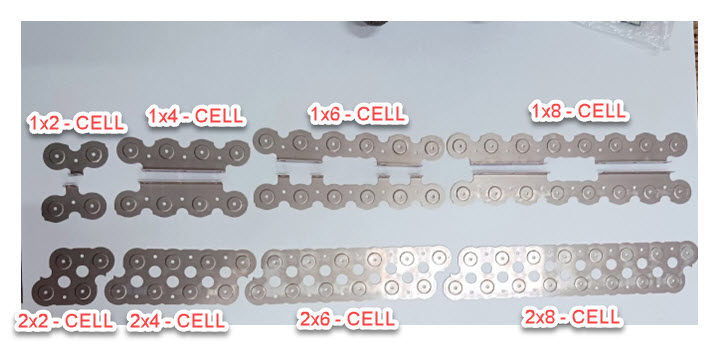 1x2 - CELL
1x4 - CELL
1x6 - CELL
1x8 - CELL
2x2 - CELL
2x4 - CELL
2x6 - CELL
2x8 - CELL